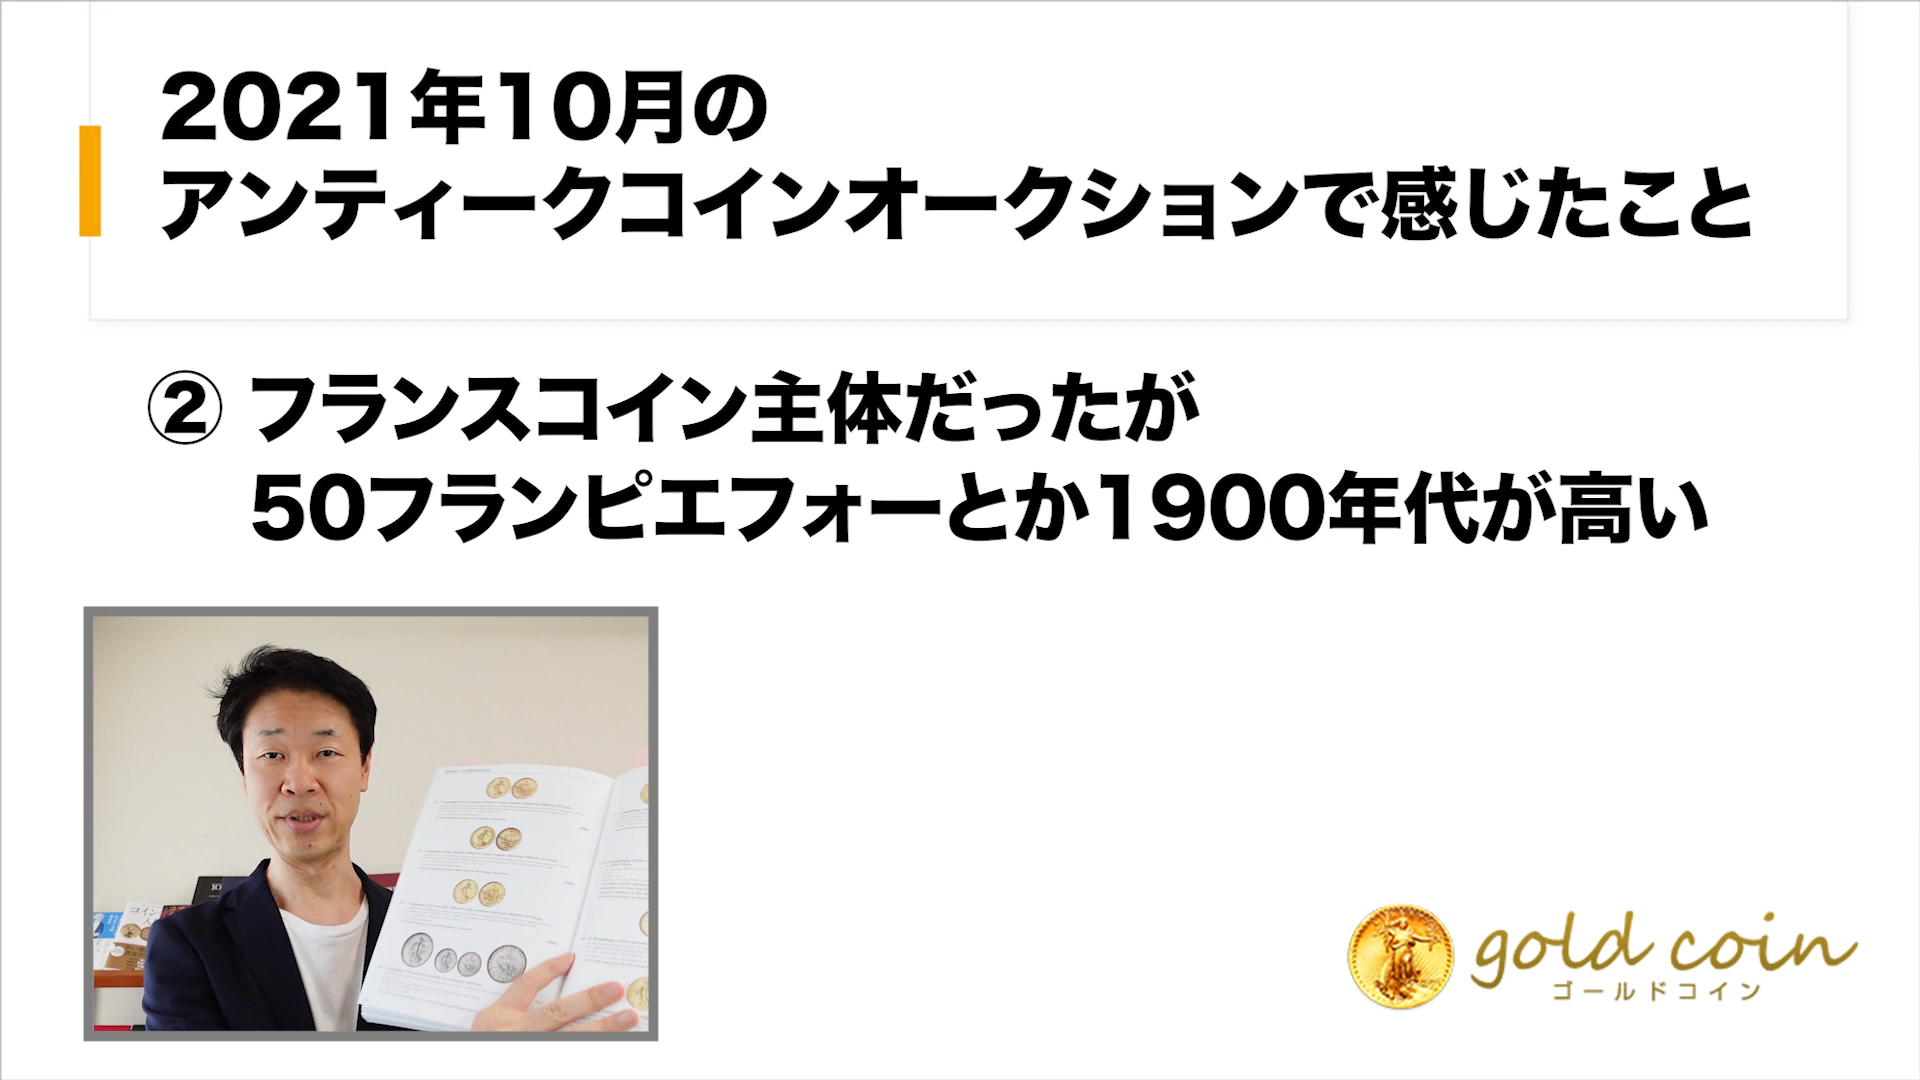 2021年10月の
アンティークコインオークションで感じたこと
② フランスコイン主体だったが
50フランピエフォーとか1900年代が高い
コイン
gold coin
ゴールドコイン